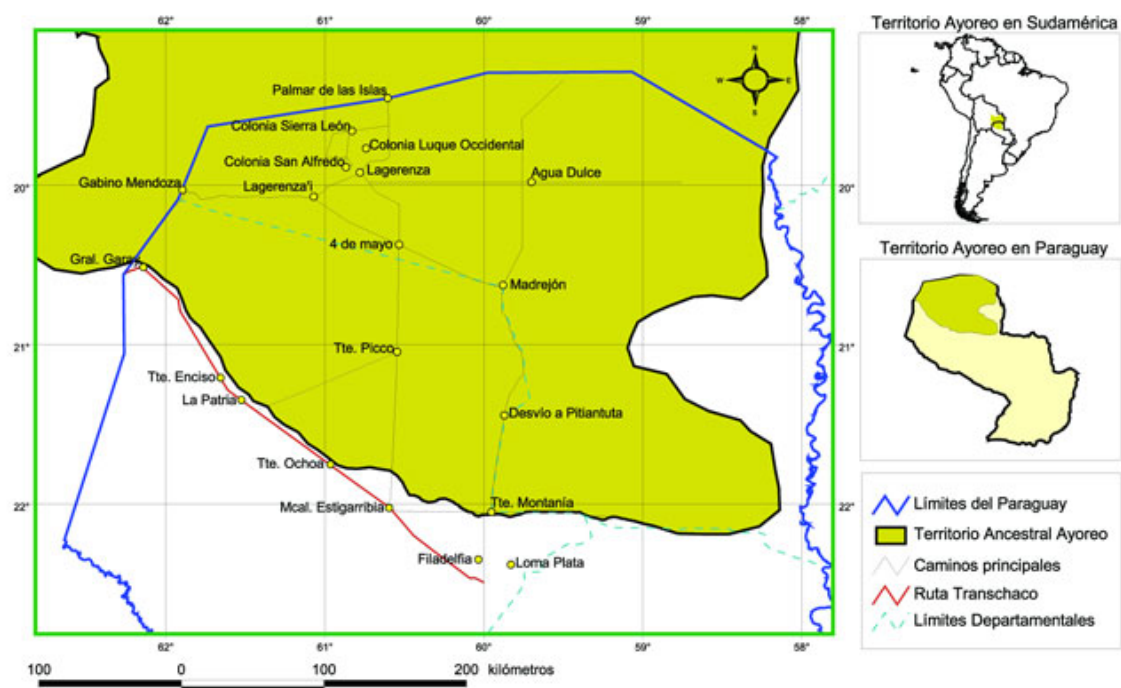 62°
61°
60°
59°
58°
Palmar de las Islas
Colonia Sierra León
Colonia Luque Occidental
Colonia San Alfredo
Lagerenza
Gabino Mendoza
Lagerenza'i
Agua Dulce
20°
20°
4 de mayo
Gral. Garay
Madrejón
21°
21°
Tte. Picco
Tte. Enciso
La Patria
Desvío a Pitiantuta
Tte. Ochoa
Mcal. Estigarribia
Tte. Montanía
22°
22°
Filadelfia
Loma Plata
62°
61°
60°
59°
58°
100 0 100 200 kilómetros
N
W E
S
Territorio Ayoreo en Sudamérica
Territorio Ayoreo en Paraguay
Límites del Paraguay
Territorio Ancestral Ayoreo
Caminos principales
Ruta Transchaco
Límites Departamentales